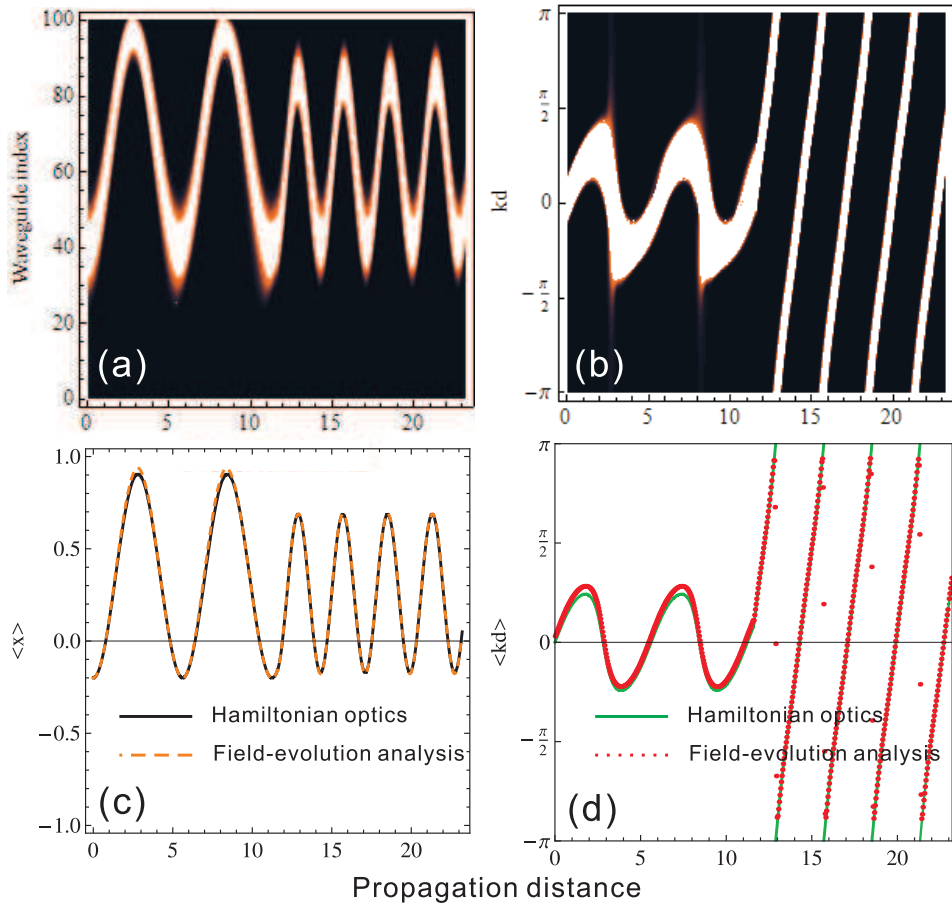 100
80
60
40
20
0
Waveguide index
(a)
0 5 10 15 20
π
π/2
0
−π/2
−π
kd
(b)
0 5 10 15 20
1.0
0.5
0.0
−0.5
−1.0
<x>
Hamiltonian optics
Field-evolution analysis
(c)
0 5 10 15 20
π
π/2
0
−π/2
−π
<kd>
Hamiltonian optics
Field-evolution analysis
(d)
0 5 10 15 20
Propagation distance